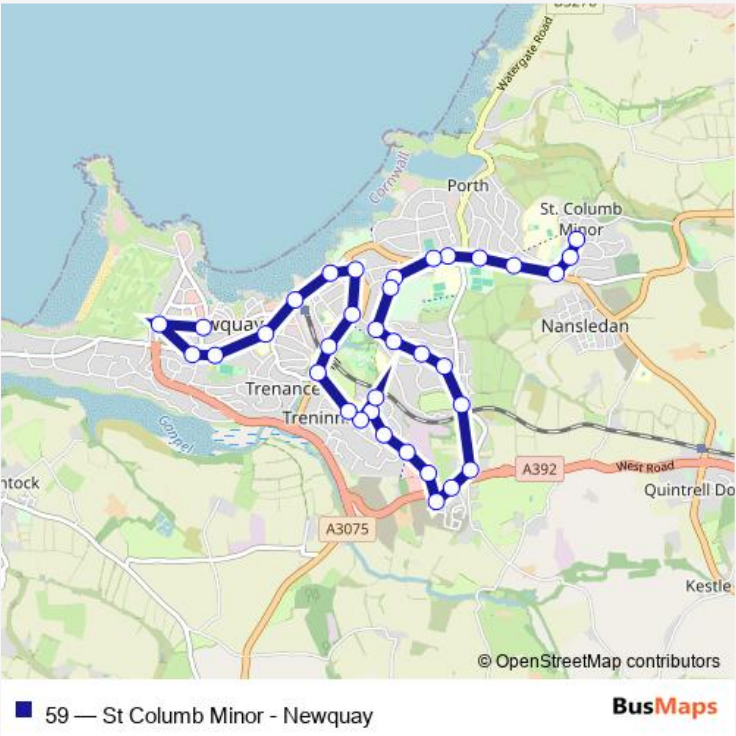 Watergate Road
Cornwall
Porth
St. Columb
Minor
wquay
Nansledan
Trenance
Treninn
Gannel
A392
West Road
ntock
Quintrell Do
A3075
Kestle
© OpenStreetMap contributors
59 — St Columb Minor - Newquay
BusMaps